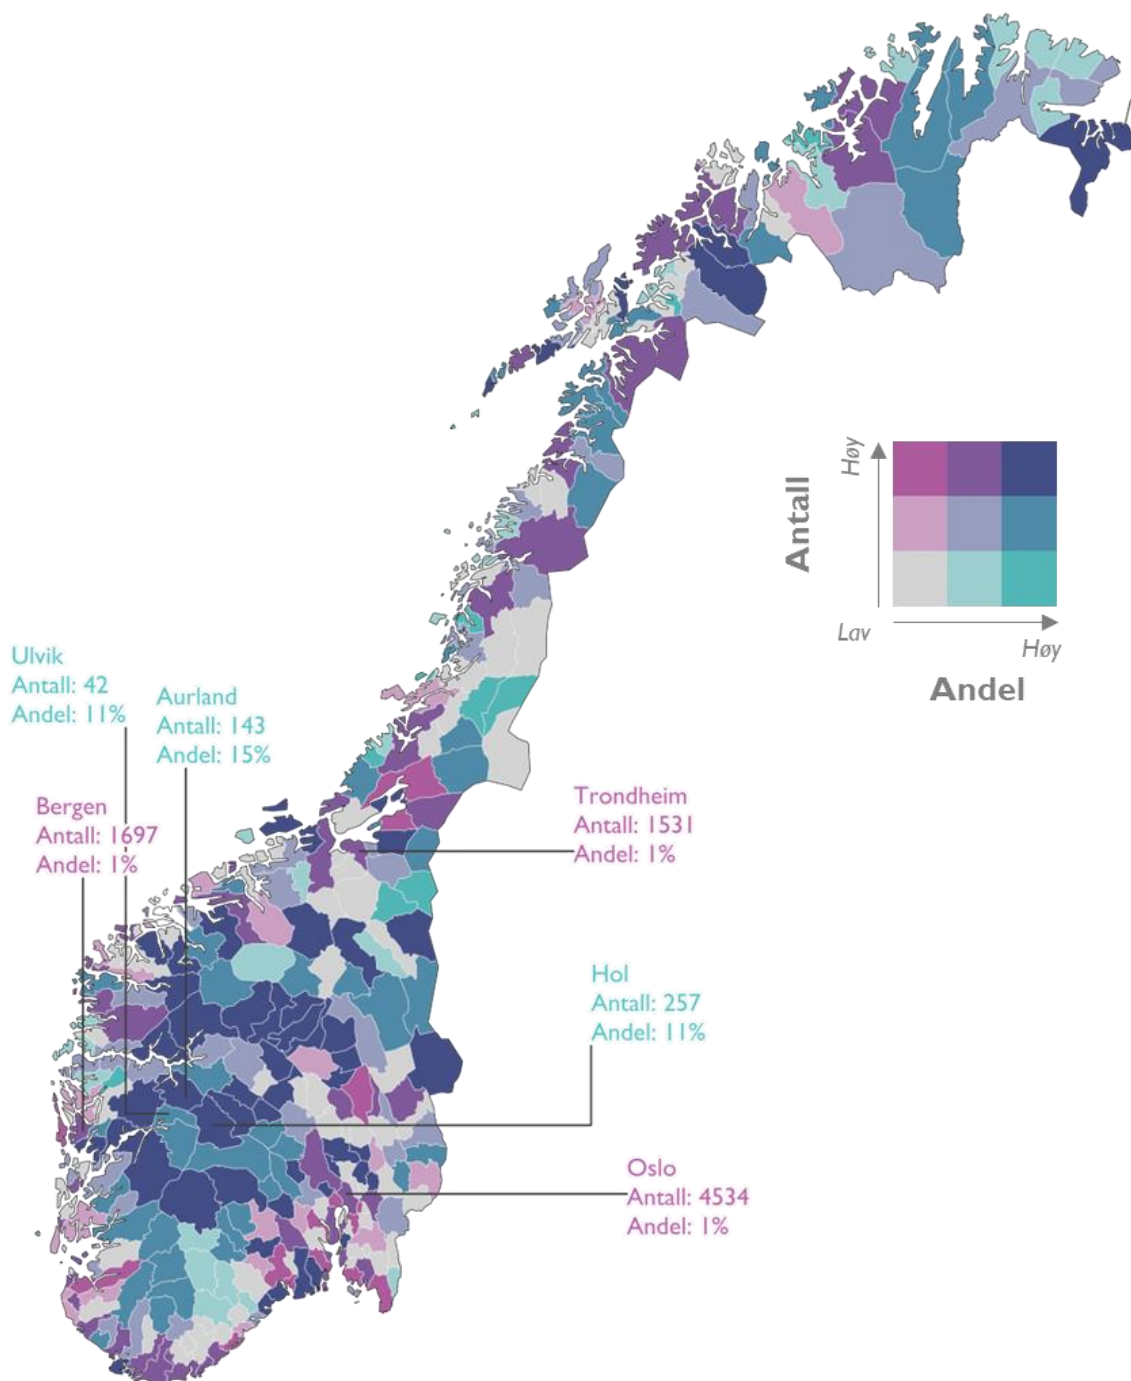 Høy
Antall
Lav
Høy
Andel
Ulvik
Antall: 42
Andel: 11%
Aurland
Antall: 143
Andel: 15%
Bergen
Antall: 1697
Andel: 1%
Trondheim
Antall: 1531
Andel: 1%
Hol
Antall: 257
Andel: 11%
Oslo
Antall: 4534
Andel: 1%